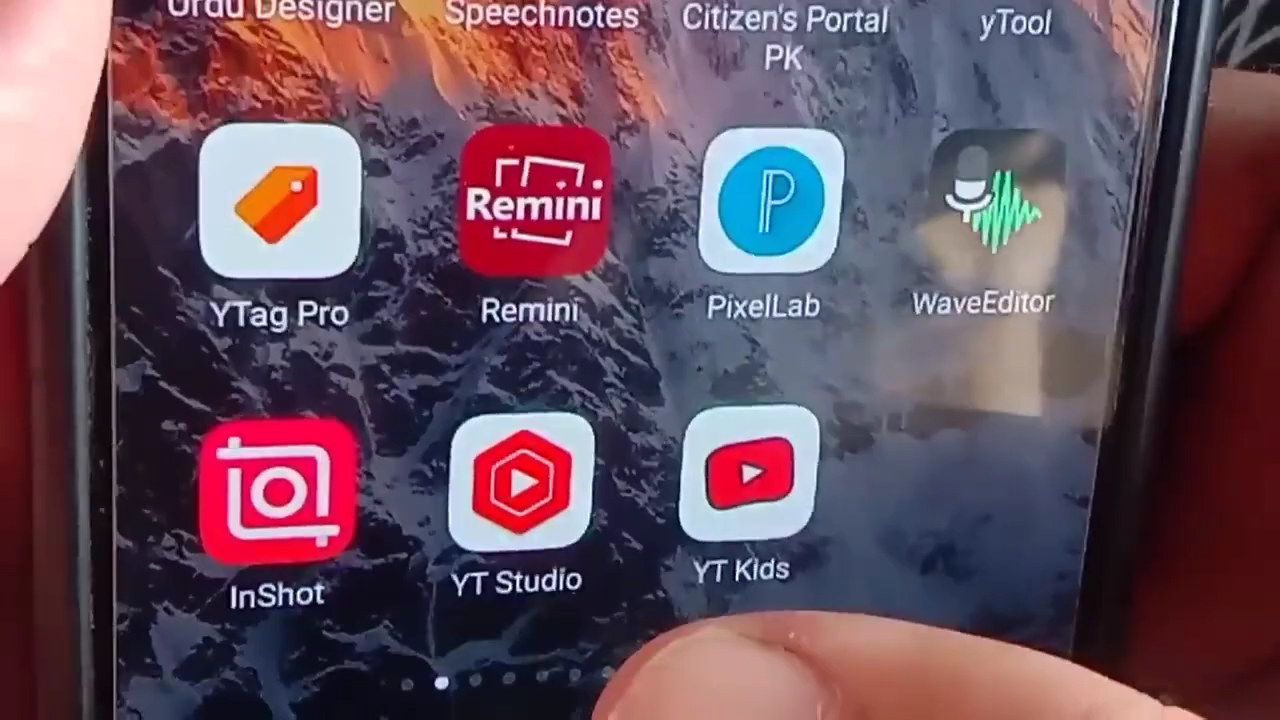 Urdu Designer
Speechnotes
Citizen's Portal
PK
yTool
Remini
YTag Pro
Remini
PixelLab
WaveEditor
InShot
YT Studio
YT Kids